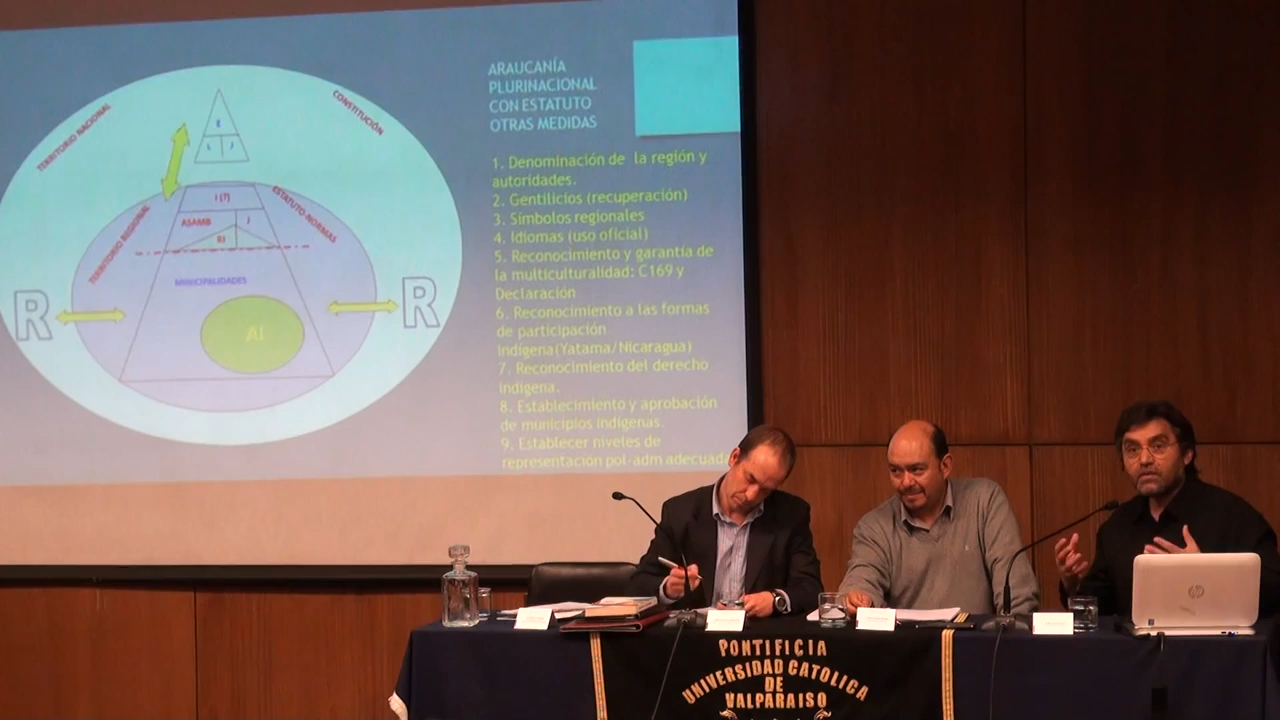 TERRITORIO NACIONAL
CONSTITUCIÓN
E
L J
TERRITORIO REGIONAL
ESTATUTO-NORMAS
I (?)
ASAMB J
RI
MUNICIPALIDADES
AI
R
R
ARAUCANÍA
PLURINACIONAL
CON ESTATUTO
OTRAS MEDIDAS
1. Denominación de la región y
autoridades.
2. Gentilicios (recuperación)
3. Símbolos regionales
4. Idiomas (uso oficial)
5. Reconocimiento y garantía de
la multiculturalidad: C169 y
Declaración
6. Reconocimiento a las formas
de participación
indígena(Yatama/Nicaragua)
7. Reconocimiento del derecho
indígena.
8. Establecimiento y aprobación
de municipios indígenas.
9. Establecer niveles de
representación pol-adm adecuada
hp
PONTIFICIA
UNIVERSIDAD CATOLICA
DE
VALPARAISO